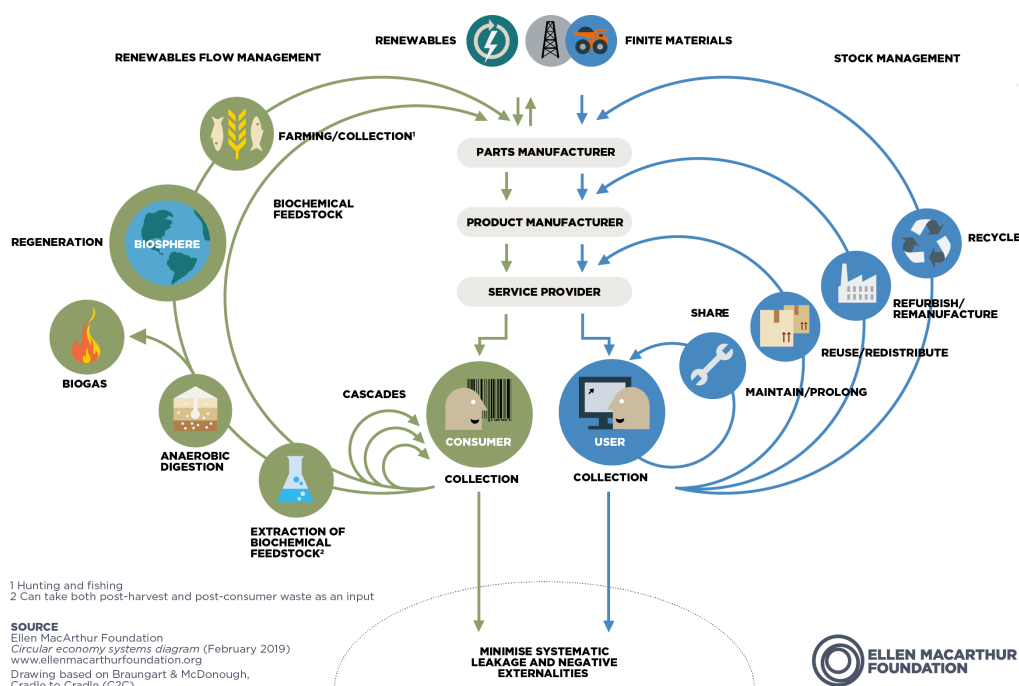 RENEWABLES
FINITE MATERIALS
RENEWABLES FLOW MANAGEMENT
STOCK MANAGEMENT
FARMING/COLLECTION¹
PARTS MANUFACTURER
BIOCHEMICAL
FEEDSTOCK
PRODUCT MANUFACTURER
REGENERATION
BIOSPHERE
RECYCLE
SERVICE PROVIDER
REFURBISH/
REMANUFACTURE
SHARE
REUSE/REDISTRIBUTE
BIOGAS
CASCADES
MAINTAIN/PROLONG
CONSUMER
USER
ANAEROBIC
DIGESTION
COLLECTION
COLLECTION
EXTRACTION OF
BIOCHEMICAL
FEEDSTOCK²
1 Hunting and fishing
2 Can take both post-harvest and post-consumer waste as an input
SOURCE
Ellen MacArthur Foundation
Circular economy systems diagram (February 2019)
www.ellenmacarthurfoundation.org
Drawing based on Braungart & McDonough,
Cradle to Cradle (C2C)
MINIMISE SYSTEMATIC
LEAKAGE AND NEGATIVE
EXTERNALITIES
ELLEN MACARTHUR
FOUNDATION